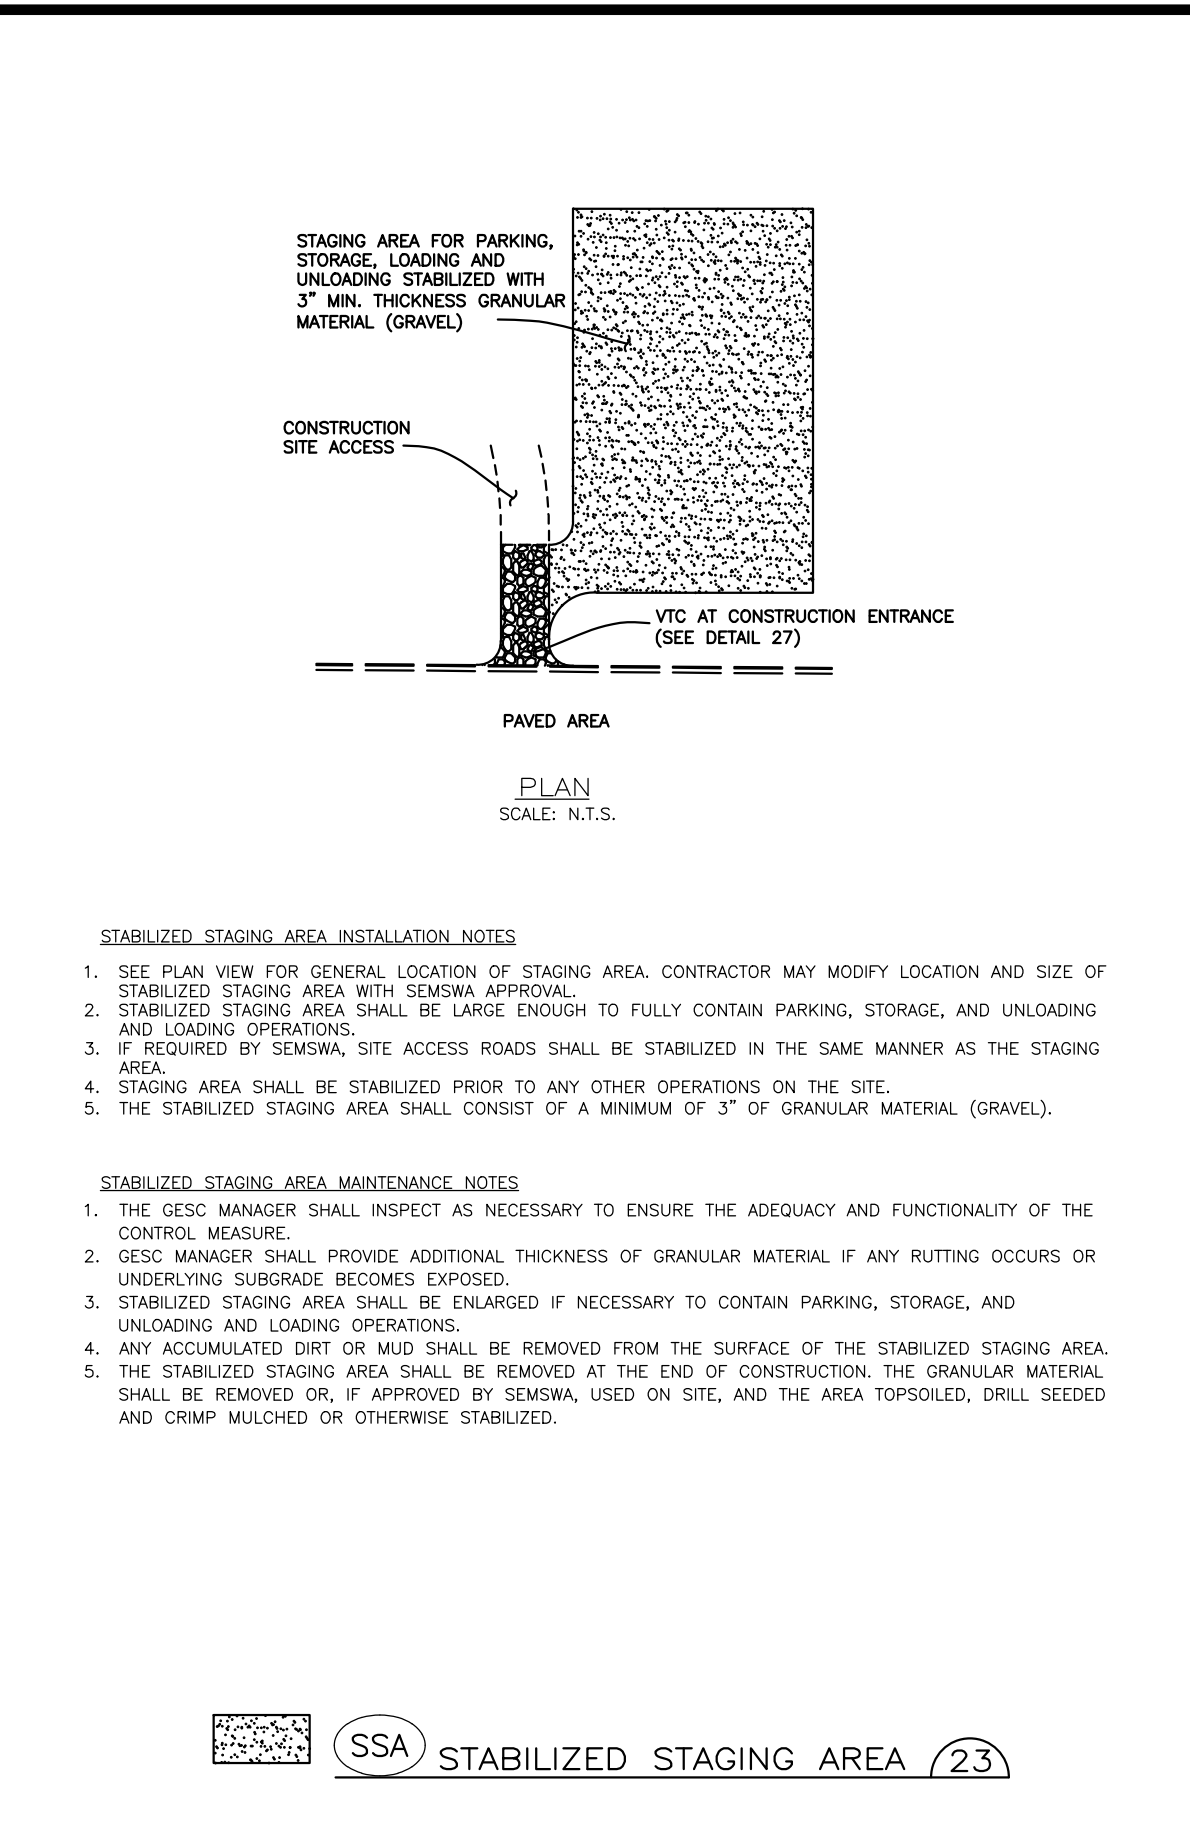 STAGING AREA FOR PARKING,
STORAGE, LOADING AND
UNLOADING STABILIZED WITH
3" MIN. THICKNESS GRANULAR
MATERIAL (GRAVEL)
CONSTRUCTION
SITE ACCESS
VTC AT CONSTRUCTION ENTRANCE
(SEE DETAIL 27)
PAVED AREA
PLAN
SCALE: N.T.S.
STABILIZED STAGING AREA INSTALLATION NOTES
1. SEE PLAN VIEW FOR GENERAL LOCATION OF STAGING AREA. CONTRACTOR MAY MODIFY LOCATION AND SIZE OF
STABILIZED STAGING AREA WITH SEMSWA APPROVAL.
2. STABILIZED STAGING AREA SHALL BE LARGE ENOUGH TO FULLY CONTAIN PARKING, STORAGE, AND UNLOADING
AND LOADING OPERATIONS.
3. IF REQUIRED BY SEMSWA, SITE ACCESS ROADS SHALL BE STABILIZED IN THE SAME MANNER AS THE STAGING
AREA.
4. STAGING AREA SHALL BE STABILIZED PRIOR TO ANY OTHER OPERATIONS ON THE SITE.
5. THE STABILIZED STAGING AREA SHALL CONSIST OF A MINIMUM OF 3" OF GRANULAR MATERIAL (GRAVEL).
STABILIZED STAGING AREA MAINTENANCE NOTES
1. THE GESC MANAGER SHALL INSPECT AS NECESSARY TO ENSURE THE ADEQUACY AND FUNCTIONALITY OF THE
CONTROL MEASURE.
2. GESC MANAGER SHALL PROVIDE ADDITIONAL THICKNESS OF GRANULAR MATERIAL IF ANY RUTTING OCCURS OR
UNDERLYING SUBGRADE BECOMES EXPOSED.
3. STABILIZED STAGING AREA SHALL BE ENLARGED IF NECESSARY TO CONTAIN PARKING, STORAGE, AND
UNLOADING AND LOADING OPERATIONS.
4. ANY ACCUMULATED DIRT OR MUD SHALL BE REMOVED FROM THE SURFACE OF THE STABILIZED STAGING AREA.
5. THE STABILIZED STAGING AREA SHALL BE REMOVED AT THE END OF CONSTRUCTION. THE GRANULAR MATERIAL
SHALL BE REMOVED OR, IF APPROVED BY SEMSWA, USED ON SITE, AND THE AREA TOPSOILED, DRILL SEEDED
AND CRIMP MULCHED OR OTHERWISE STABILIZED.
SSA STABILIZED STAGING AREA 23